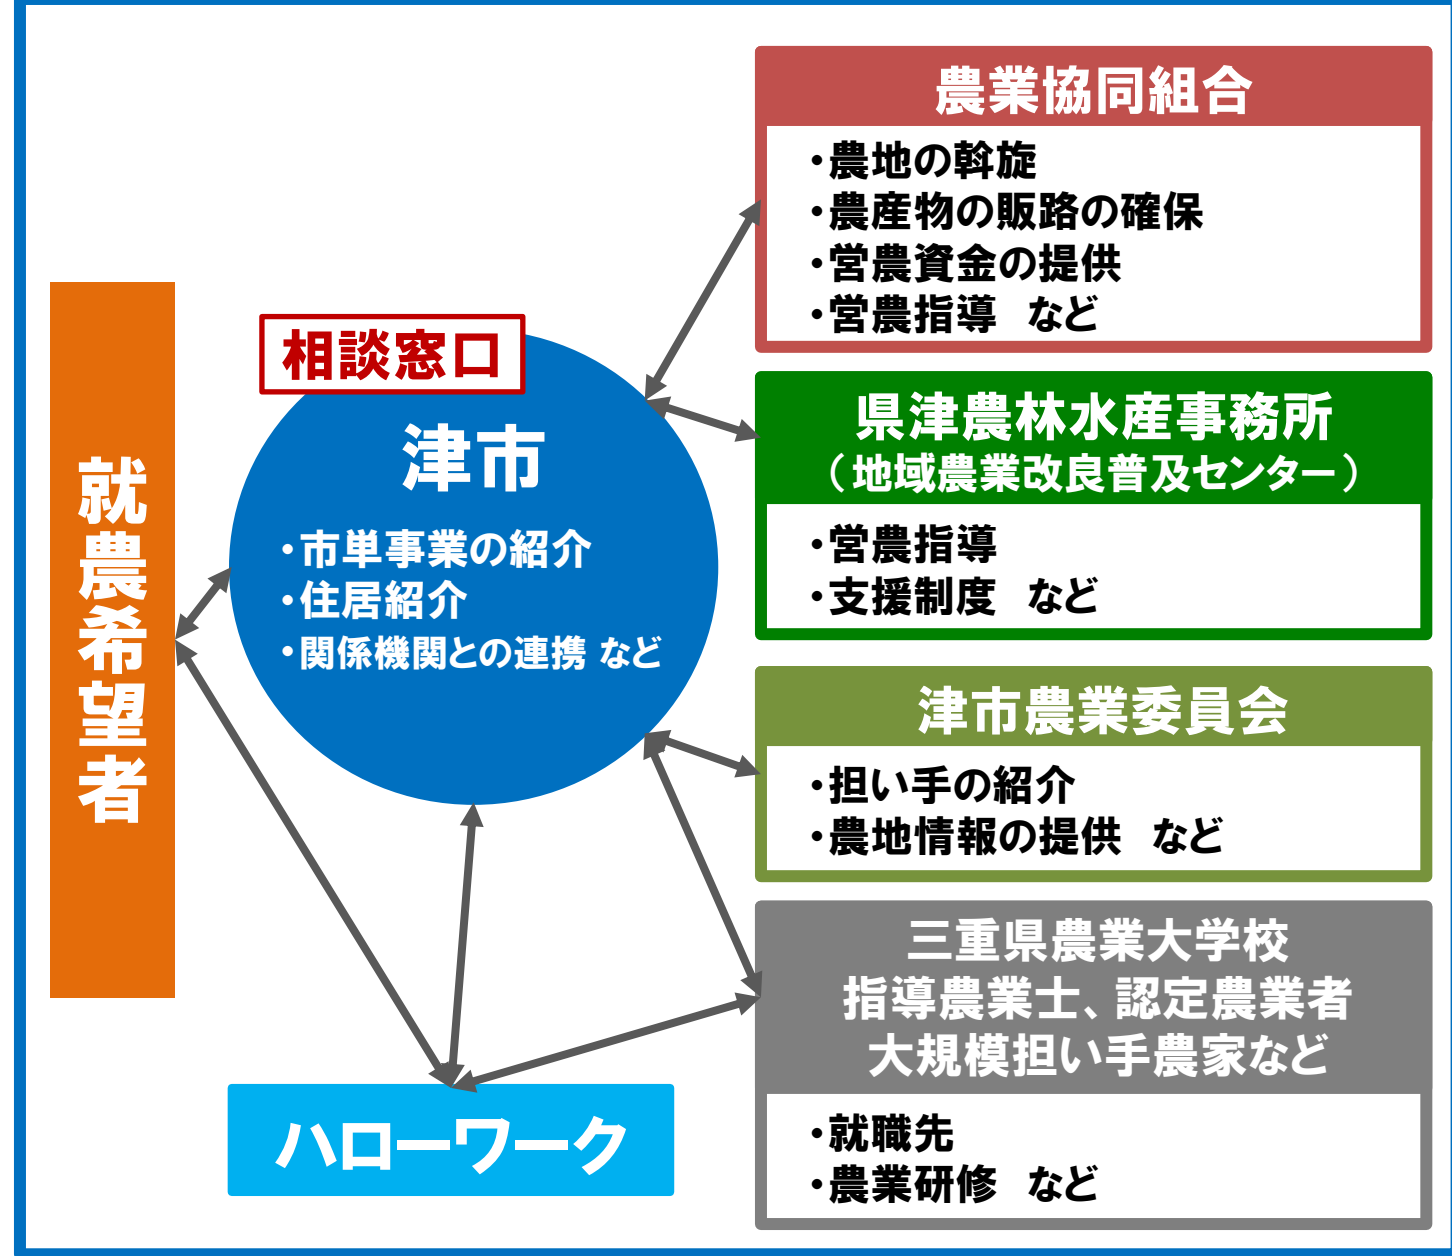 農業協同組合
・農地の斡旋
・農産物の販路の確保
・営農資金の提供
・営農指導　など
相談窓口
津市
・市単事業の紹介
・住居紹介
・関係機関との連携 など
就農希望者
県津農林水産事務所
（地域農業改良普及センター）
・営農指導
・支援制度　など
津市農業委員会
・担い手の紹介
・農地情報の提供　など
三重県農業大学校
指導農業士、認定農業者
大規模担い手農家など
・就職先
・農業研修　など
ハローワーク